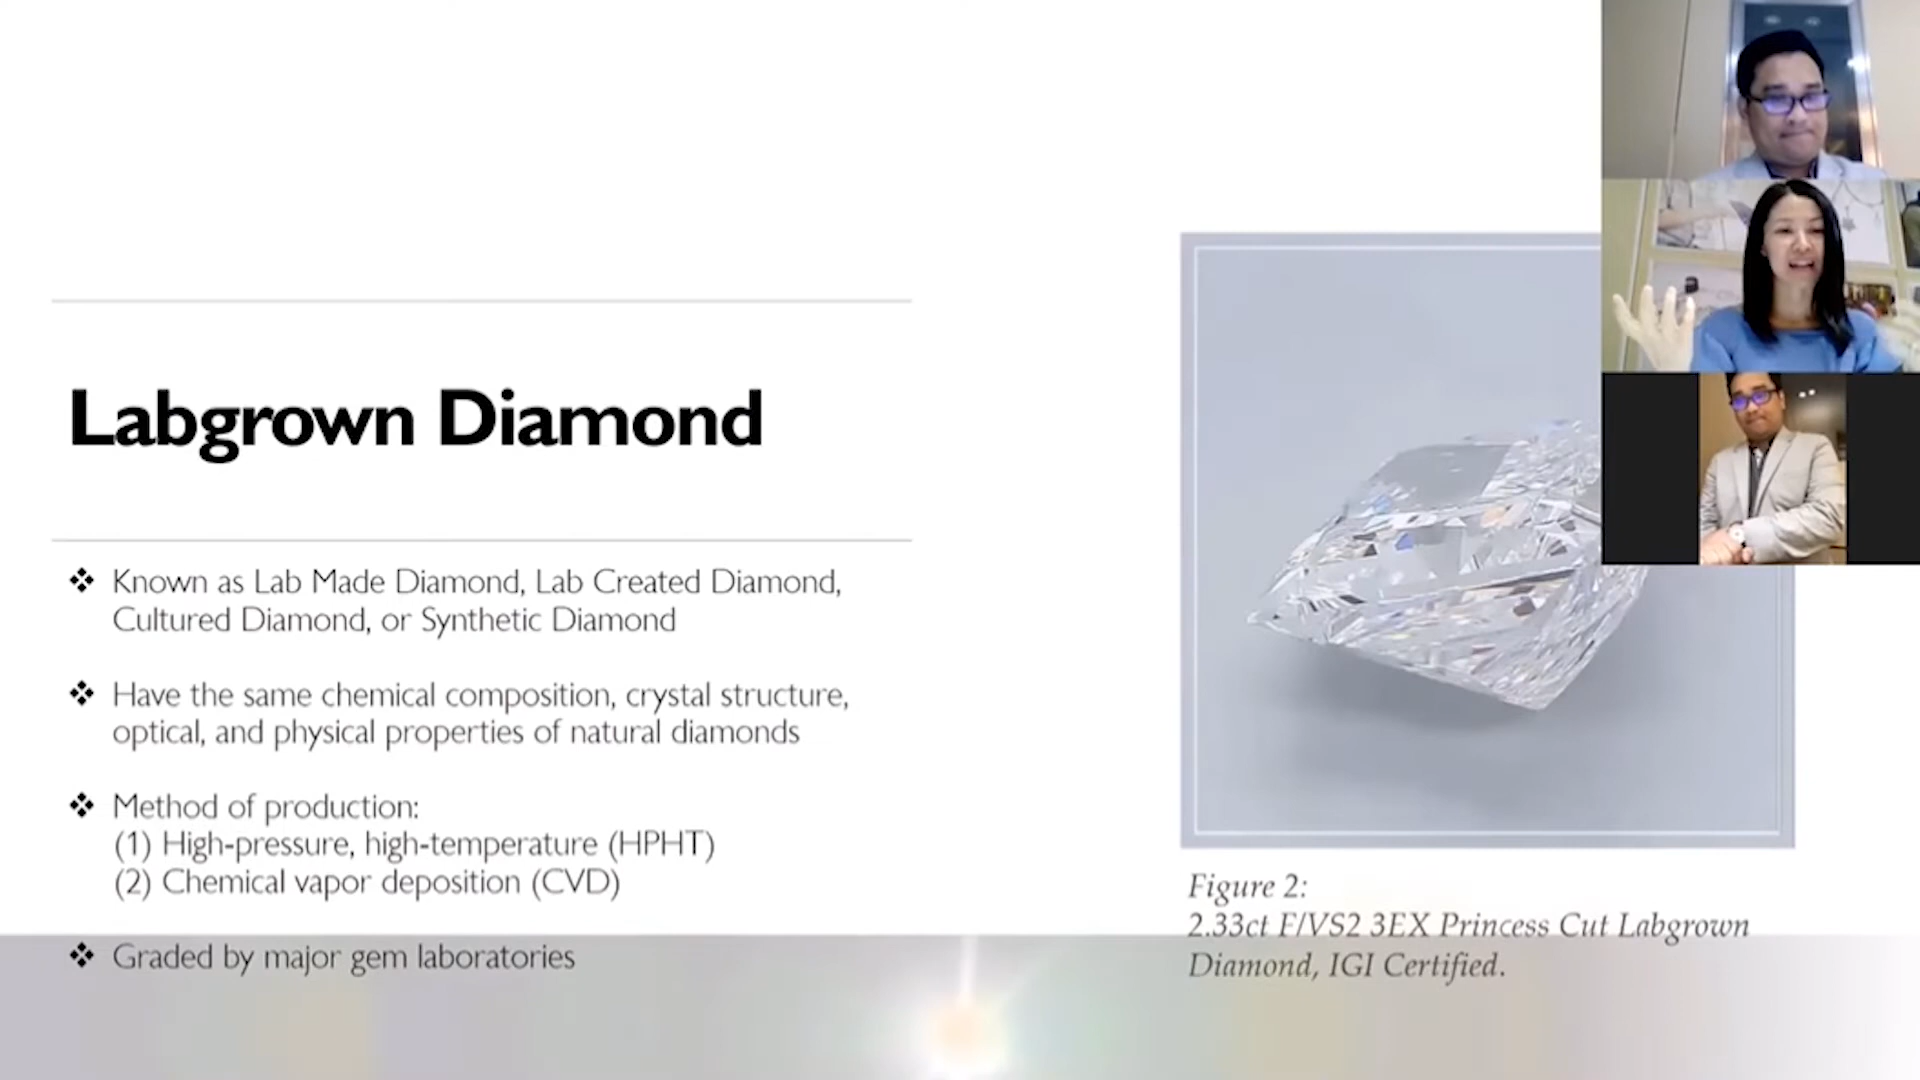 Labgrown Diamond
❖ Known as Lab Made Diamond, Lab Created Diamond,
Cultured Diamond, or Synthetic Diamond
❖ Have the same chemical composition, crystal structure,
optical, and physical properties of natural diamonds
❖ Method of production:
(1) High-pressure, high-temperature (HPHT)
(2) Chemical vapor deposition (CVD)
❖ Graded by major gem laboratories
Figure 2:
2.33ct F/VS2 3EX Princess Cut Labgrown
Diamond, IGI Certified.